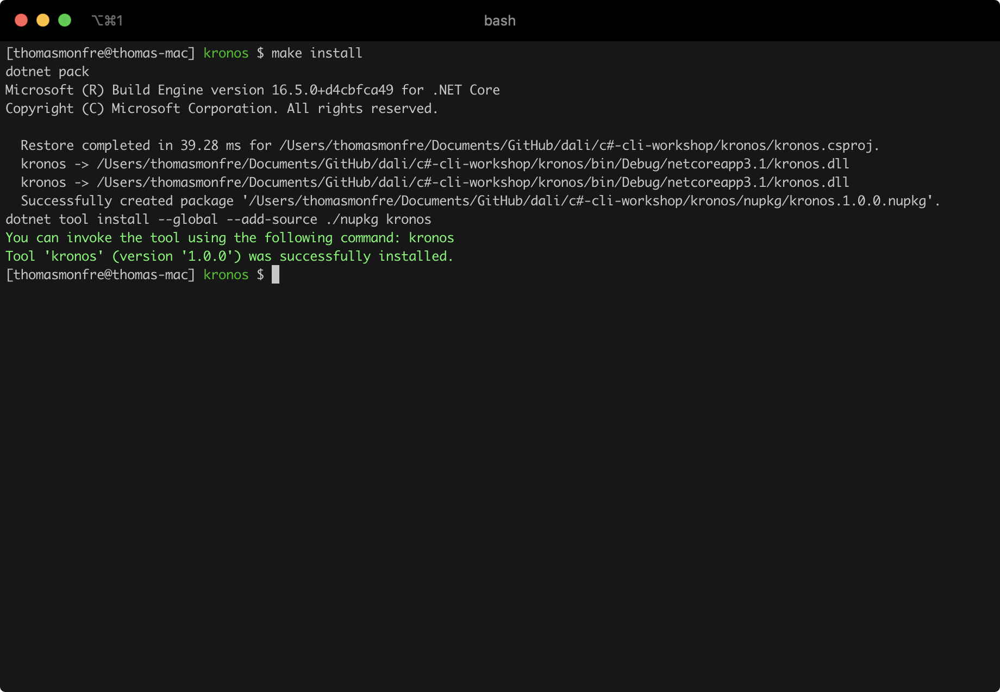 ⌥⌘1
bash
[thomasmonfre@thomas-mac] kronos $ make install
dotnet pack
Microsoft (R) Build Engine version 16.5.0+d4cbfca49 for .NET Core
Copyright (C) Microsoft Corporation. All rights reserved.
  Restore completed in 39.28 ms for /Users/thomasmonfre/Documents/GitHub/dali/c#-cli-workshop/kronos/kronos.csproj.
  kronos -> /Users/thomasmonfre/Documents/GitHub/dali/c#-cli-workshop/kronos/bin/Debug/netcoreapp3.1/kronos.dll
  kronos -> /Users/thomasmonfre/Documents/GitHub/dali/c#-cli-workshop/kronos/bin/Debug/netcoreapp3.1/kronos.dll
  Successfully created package '/Users/thomasmonfre/Documents/GitHub/dali/c#-cli-workshop/kronos/nupkg/kronos.1.0.0.nupkg'.
dotnet tool install --global --add-source ./nupkg kronos
You can invoke the tool using the following command: kronos
Tool 'kronos' (version '1.0.0') was successfully installed.
[thomasmonfre@thomas-mac] kronos $